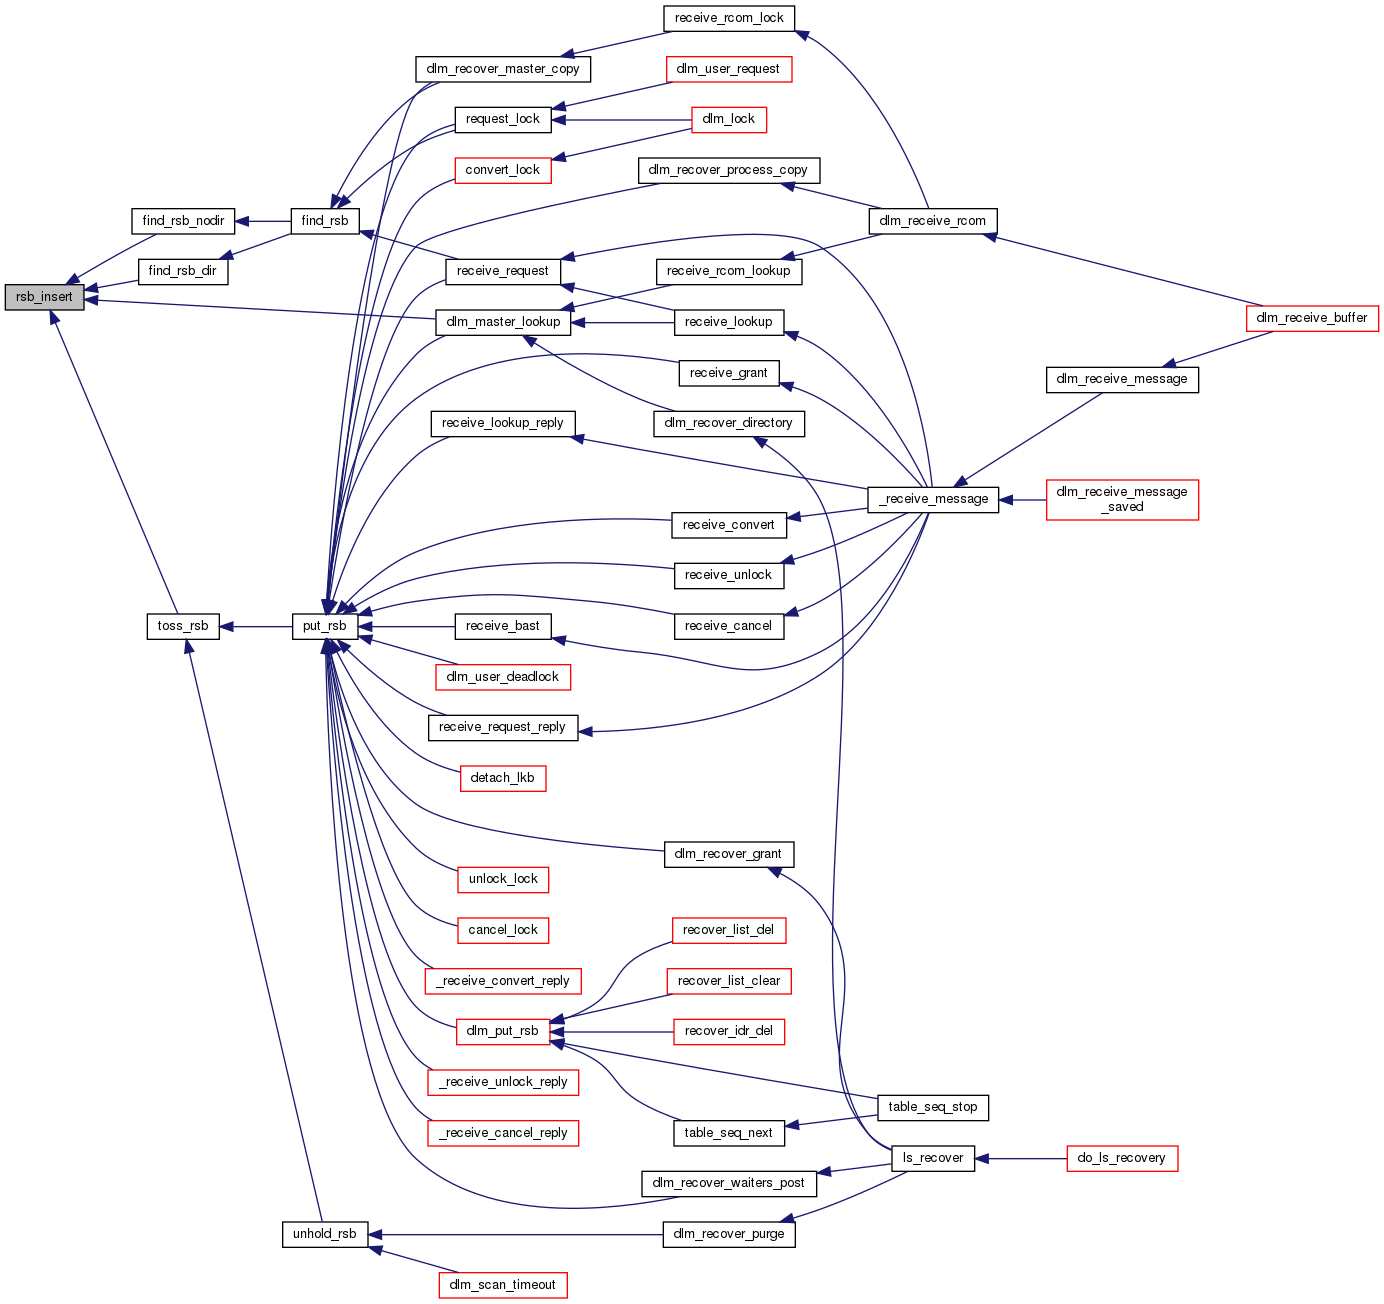 receive_rcom_lock
dlm_recover_master_copy
dlm_user_request
request_lock
dlm_lock
convert_lock
dlm_recover_process_copy
find_rsb_nodir
find_rsb
dlm_receive_rcom
find_rsb_dir
receive_request
receive_rcom_lookup
rsb_insert
dlm_master_lookup
receive_lookup
dlm_receive_buffer
receive_grant
dlm_receive_message
receive_lookup_reply
dlm_recover_directory
_receive_message
dlm_receive_message
_saved
receive_convert
receive_unlock
toss_rsb
put_rsb
receive_bast
receive_cancel
dlm_user_deadlock
receive_request_reply
detach_lkb
dlm_recover_grant
unlock_lock
cancel_lock
recover_list_del
_receive_convert_reply
recover_list_clear
dlm_put_rsb
recover_idr_del
_receive_unlock_reply
table_seq_stop
_receive_cancel_reply
table_seq_next
ls_recover
do_ls_recovery
dlm_recover_waiters_post
unhold_rsb
dlm_recover_purge
dlm_scan_timeout